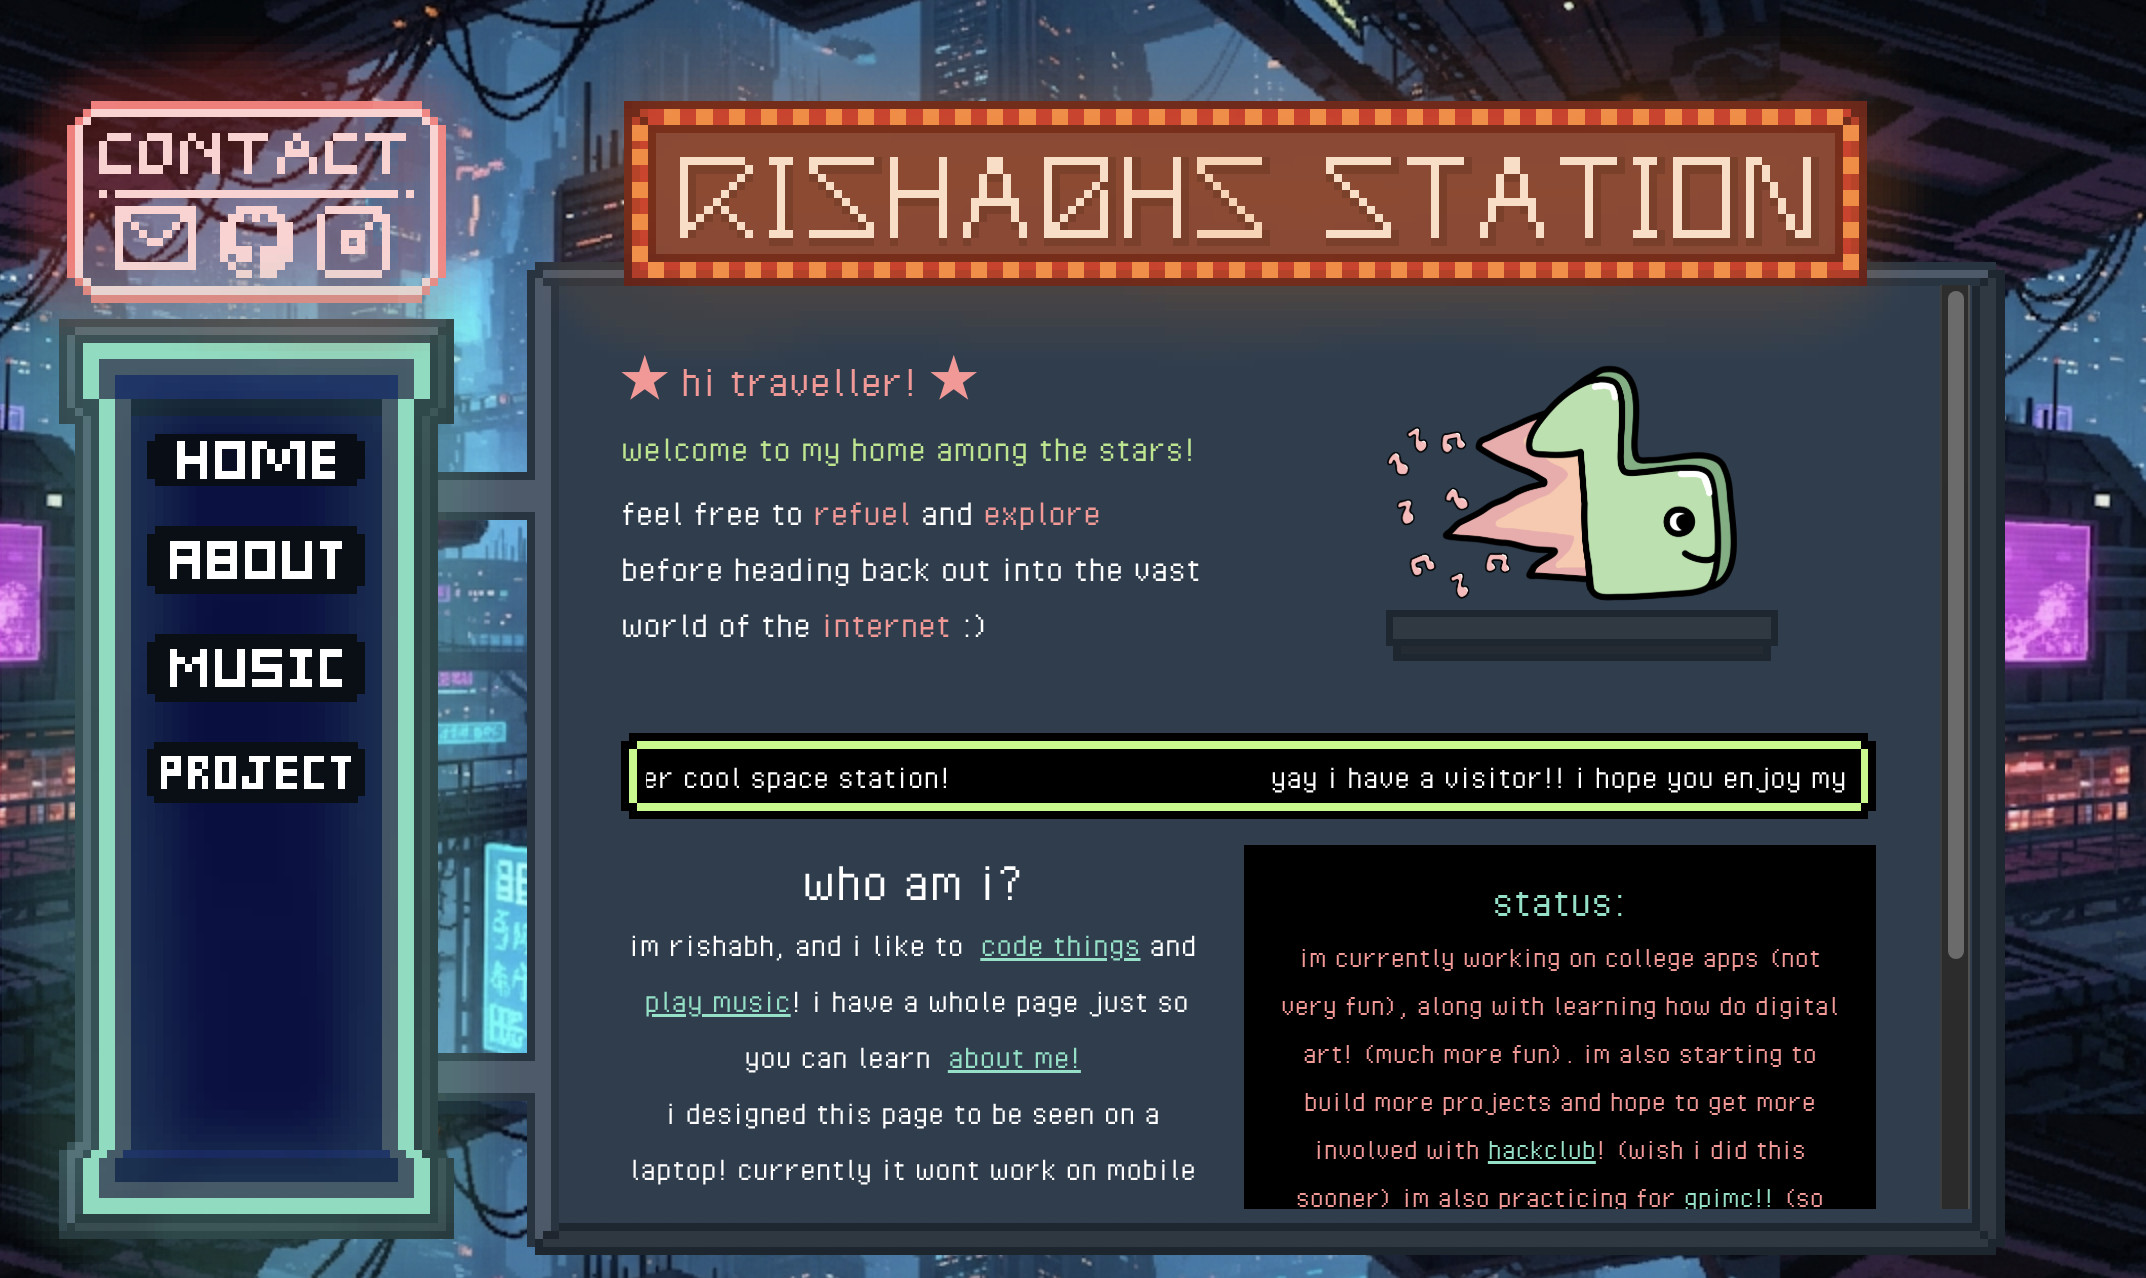 CONTACT
RISHABHS STATION
HOME
ABOUT
MUSIC
PROJECT
★ hi traveller! ★
welcome to my home among the stars!
feel free to refuel and explore
before heading back out into the vast
world of the internet :)
er cool space station! yay i have a visitor!! i hope you enjoy my
who am i?
im rishabh, and i like to code things and
play music! i have a whole page just so
you can learn about me!
i designed this page to be seen on a
laptop! currently it wont work on mobile
status:
im currently working on college apps (not
very fun), along with learning how do digital
art! (much more fun). im also starting to
build more projects and hope to get more
involved with hackclub! (wish i did this
sooner) im also practicing for gpimc!! (so